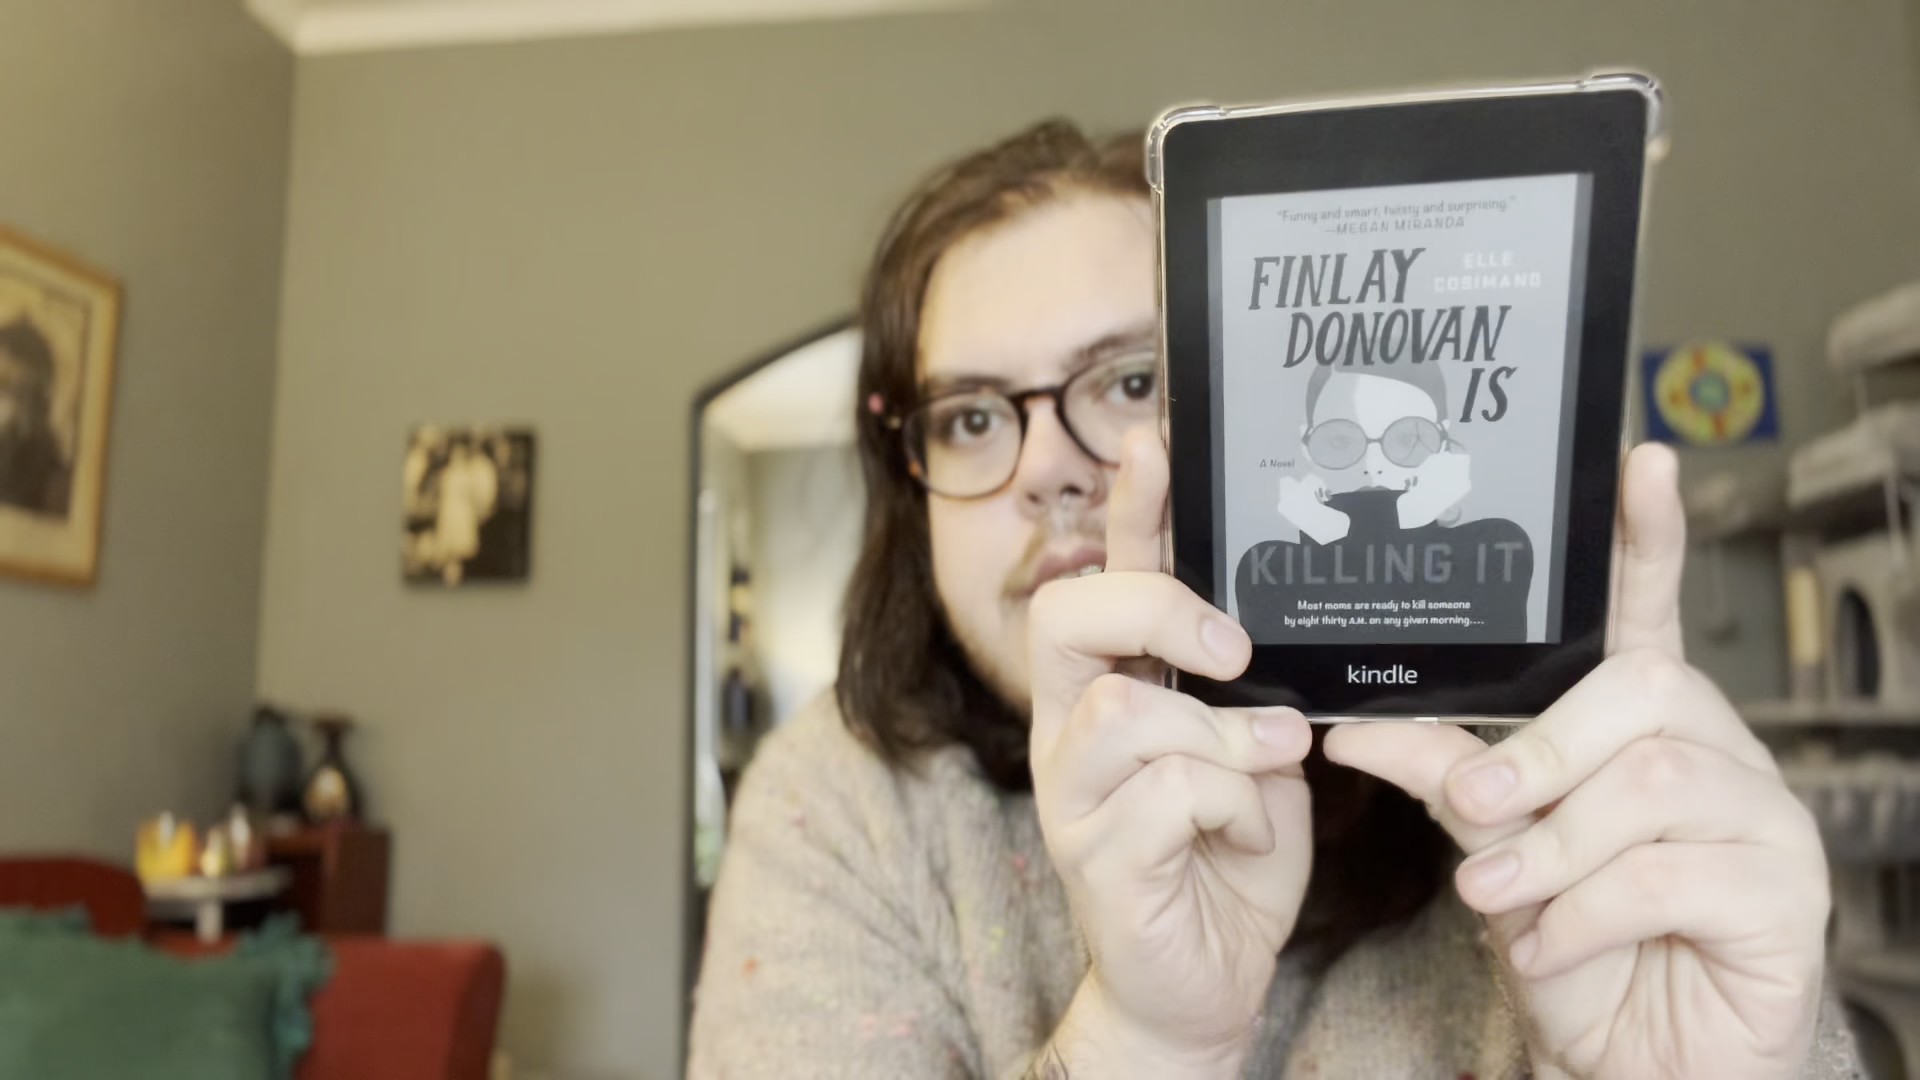 "Funny and smart, twisty and surprising."
—MEGAN MIRANDA
FINLAY
ELLE
COSIMANO
DONOVAN
IS
A Novel
KILLING IT
Most moms are ready to kill someone
by eight thirty A.M. on any given morning....
kindle